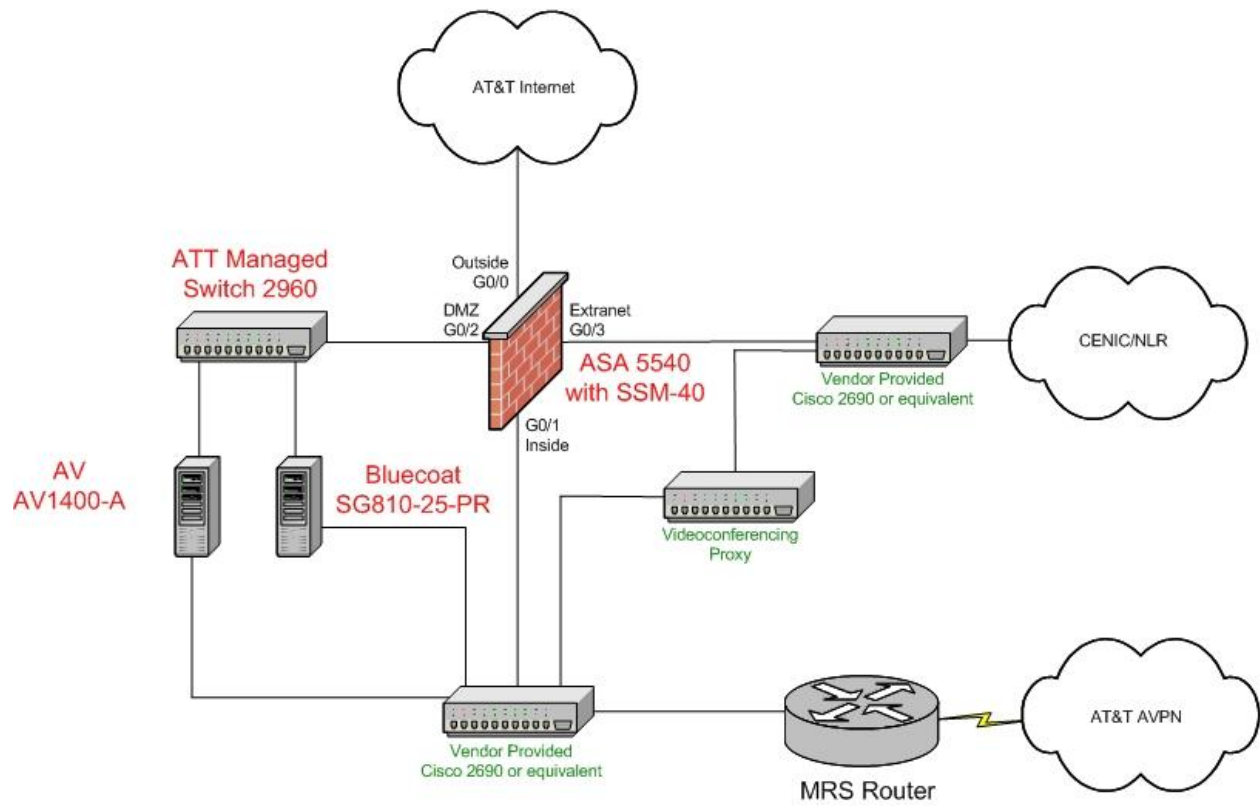 AT&T Internet
Outside
G0/0
ATT Managed
Switch 2960
DMZ
G0/2
Extranet
G0/3
ASA 5540
with SSM-40
Vendor Provided
Cisco 2690 or equivalent
CENIC/NLR
G0/1
Inside
AV
AV1400-A
Bluecoat
SG810-25-PR
Videoconferencing
Proxy
Vendor Provided
Cisco 2690 or equivalent
MRS Router
AT&T AVPN